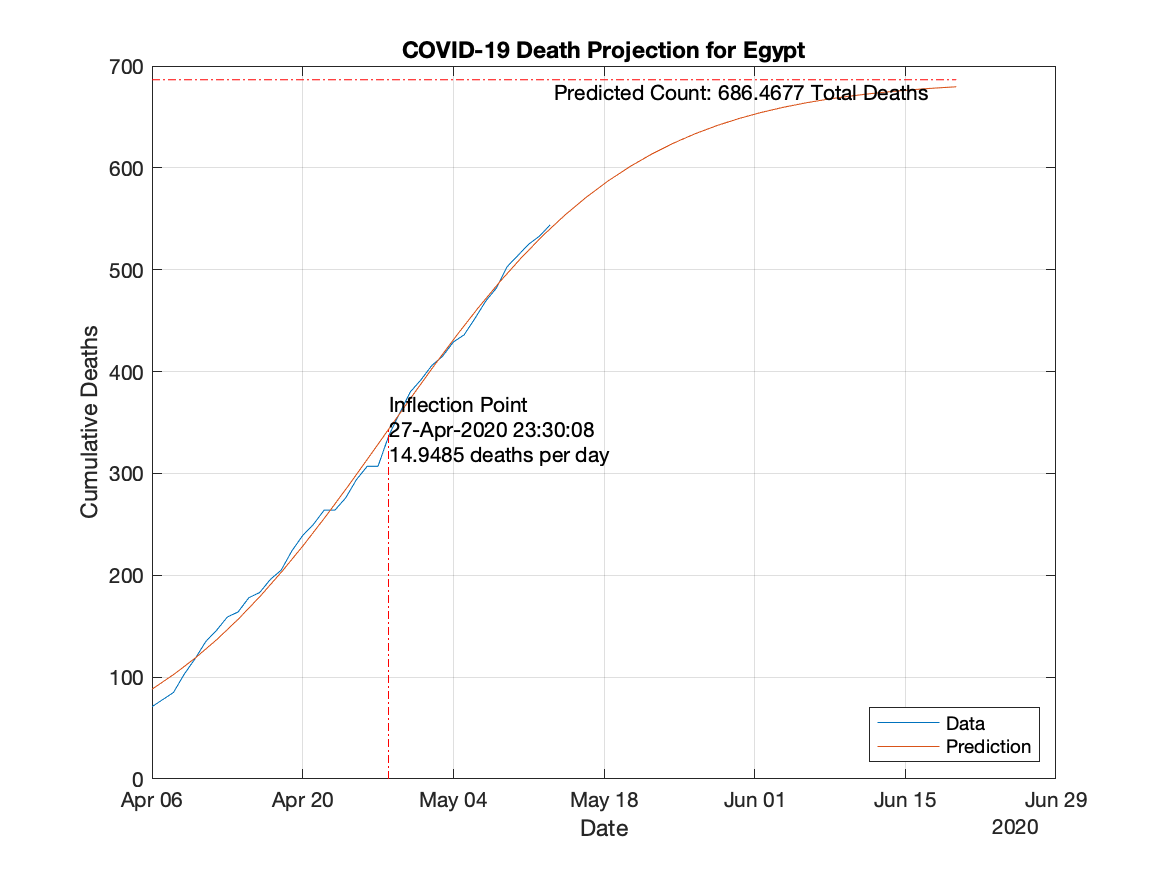 COVID-19 Death Projection for Egypt
700
Predicted Count: 686.4677 Total Deaths
600
500
400
Inflection Point
27-Apr-2020 23:30:08
14.9485 deaths per day
300
200
100
0
Cumulative Deaths
Data
Prediction
Apr 06 Apr 20 May 04 May 18 Jun 01 Jun 15 Jun 29
Date
2020